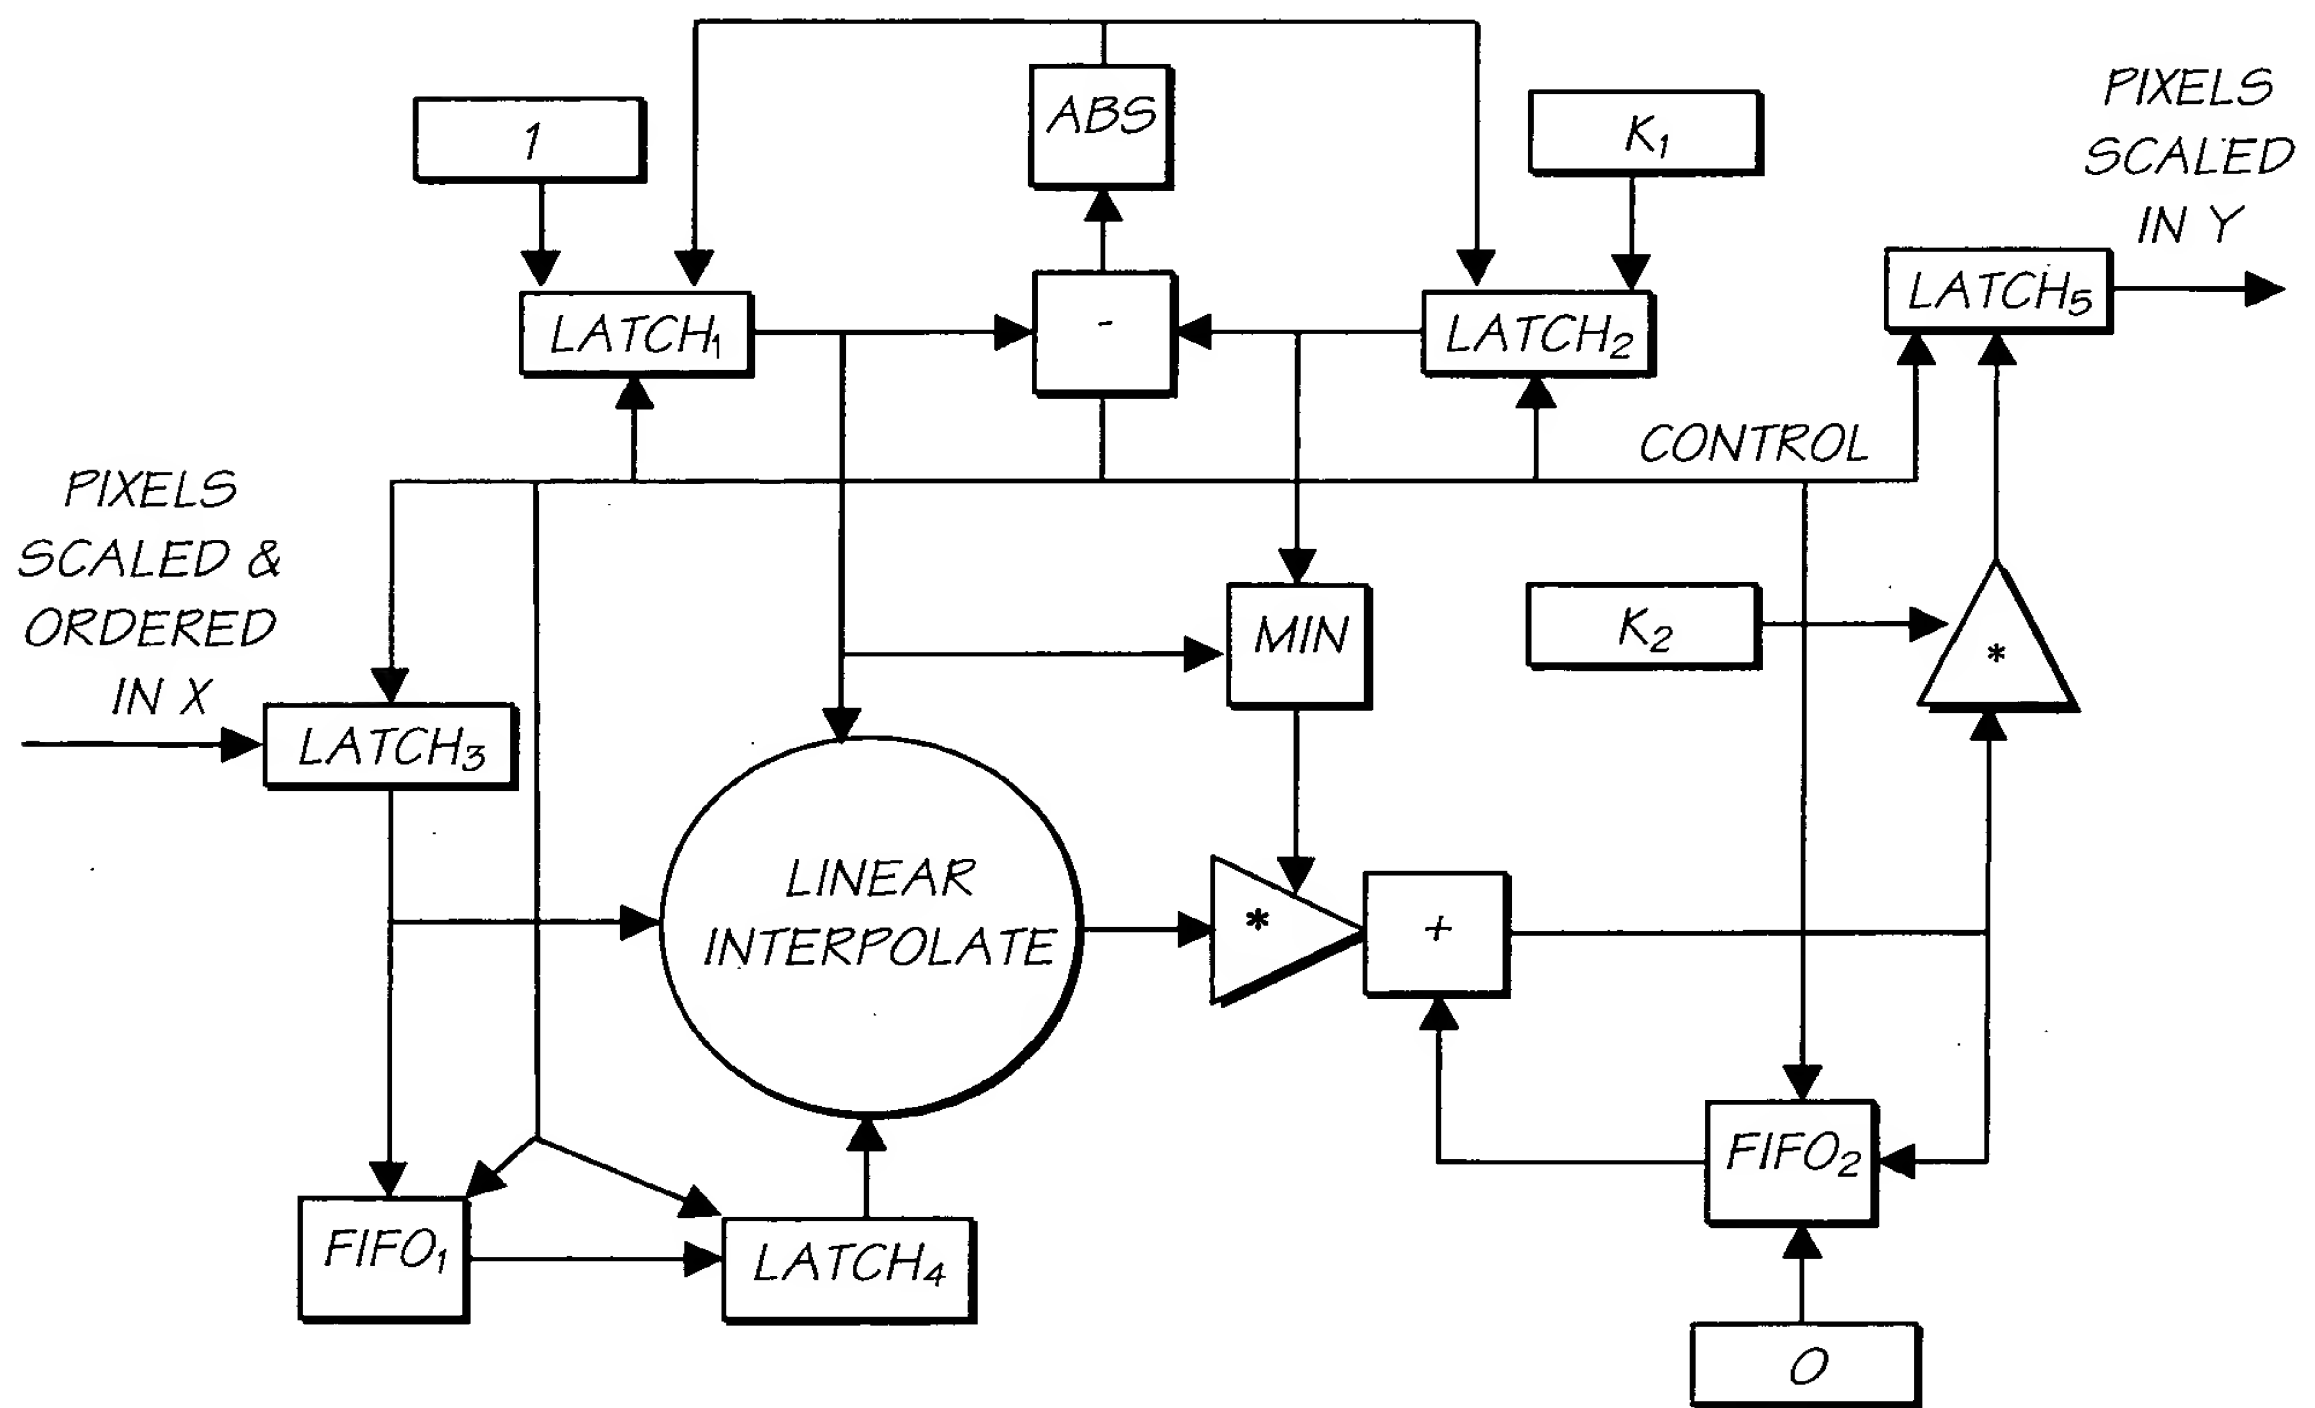 ABS
1
K₁
PIXELS
SCALED
IN Y
LATCH₁
-
LATCH₂
LATCH₅
CONTROL
PIXELS
SCALED &
ORDERED
IN X
MIN
K₂
*
LATCH₃
LINEAR
INTERPOLATE
*
+
FIFO₁
LATCH₄
FIFO₂
0